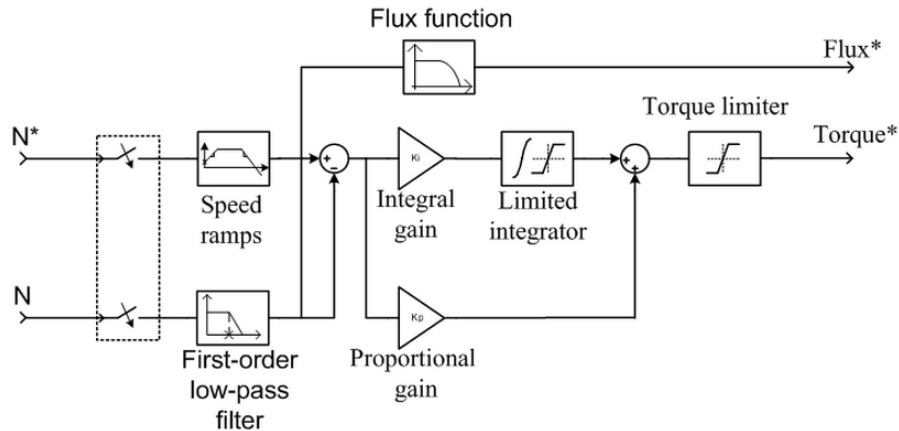 Flux function
Flux*
Torque limiter
N*
Torque*
+
−
Ki
+
+
Speed
ramps
Integral
gain
Limited
integrator
N
Kp
First-order
low-pass
filter
Proportional
gain